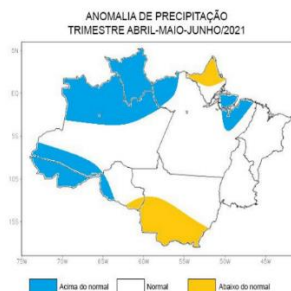 ANOMALIA DE PRECIPITAÇÃO
TRIMESTRE ABRIL-MAIO-JUNHO/2021
5N
EQ
5S
10S
15S
75W 70W 65W 60W 55W 50W 45W 40W
Acima do normal Normal Abaixo do normal